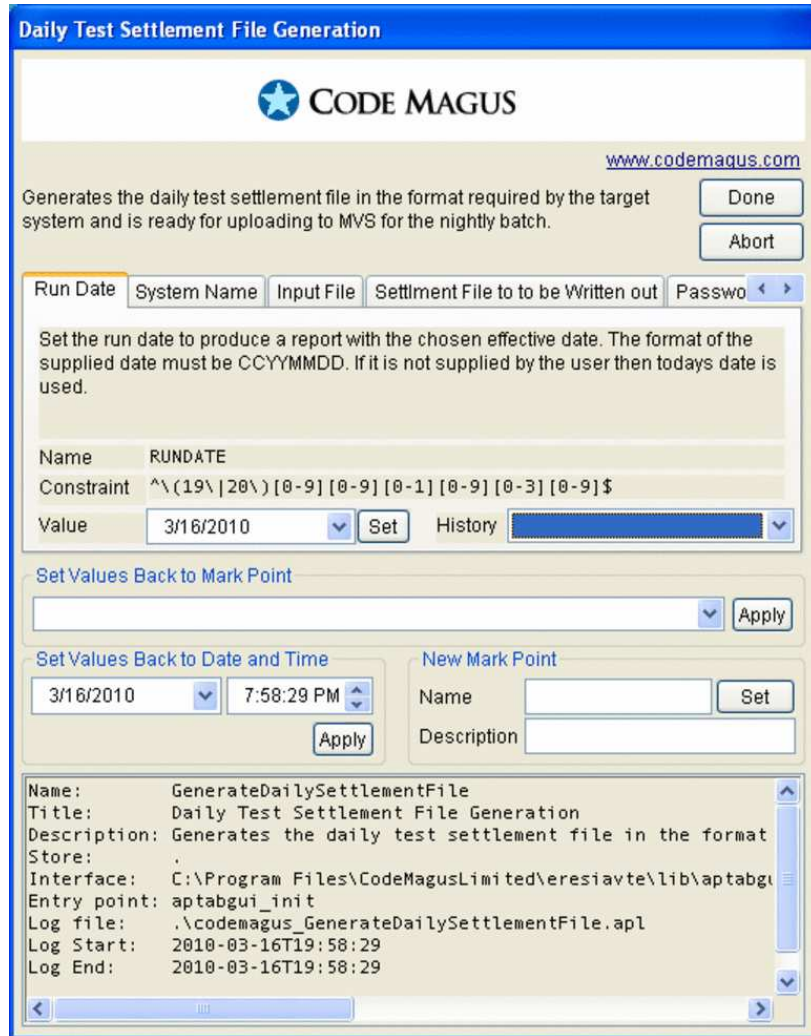 Daily Test Settlement File Generation
CODE MAGUS
www.codemagus.com
Generates the daily test settlement file in the format required by the target
system and is ready for uploading to MVS for the nightly batch.
Done
Abort
Run Date System Name Input File Settlment File to to be Written out Passwo
Set the run date to produce a report with the chosen effective date. The format of the
supplied date must be CCYYMMDD. If it is not supplied by the user then todays date is
used.
Name RUNDATE
Constraint ^\(19\|20\)[0-9][0-9][0-1][0-9][0-3][0-9]$
Value 3/16/2010 Set History
Set Values Back to Mark Point
Apply
Set Values Back to Date and Time
3/16/2010 7:58:29 PM
Apply
New Mark Point
Name Set
Description
Name: GenerateDailySettlementFile
Title: Daily Test Settlement File Generation
Description: Generates the daily test settlement file in the format
Store: .
Interface: C:\Program Files\CodeMagusLimited\eresiavte\lib\aptabgu
Entry point: aptabgui_init
Log file: .\codemagus_GenerateDailySettlementFile.apl
Log Start: 2010-03-16T19:58:29
Log End: 2010-03-16T19:58:29